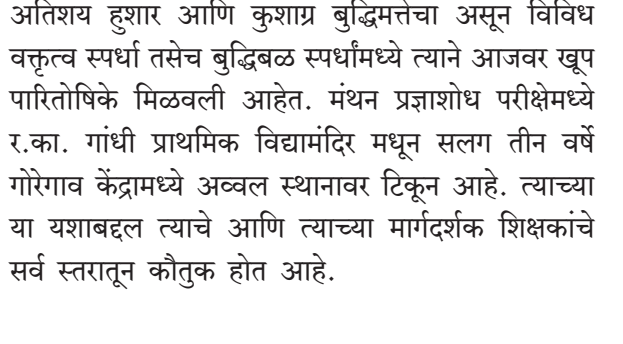 अतिशय हुशार आणि कुशाग्र बुद्धिमत्तेचा असून विविध
वक्तृत्व स्पर्धा तसेच बुद्धिबळ स्पर्धांमध्ये त्याने आजवर खूप
पारितोषिके मिळवली आहेत. मंथन प्रज्ञाशोध परीक्षेमध्ये
र.का. गांधी प्राथमिक विद्यामंदिर मधून सलग तीन वर्षे
गोरेगाव केंद्रामध्ये अव्वल स्थानावर टिकून आहे. त्याच्या
या यशाबद्दल त्याचे आणि त्याच्या मार्गदर्शक शिक्षकांचे
सर्व स्तरातून कौतुक होत आहे.